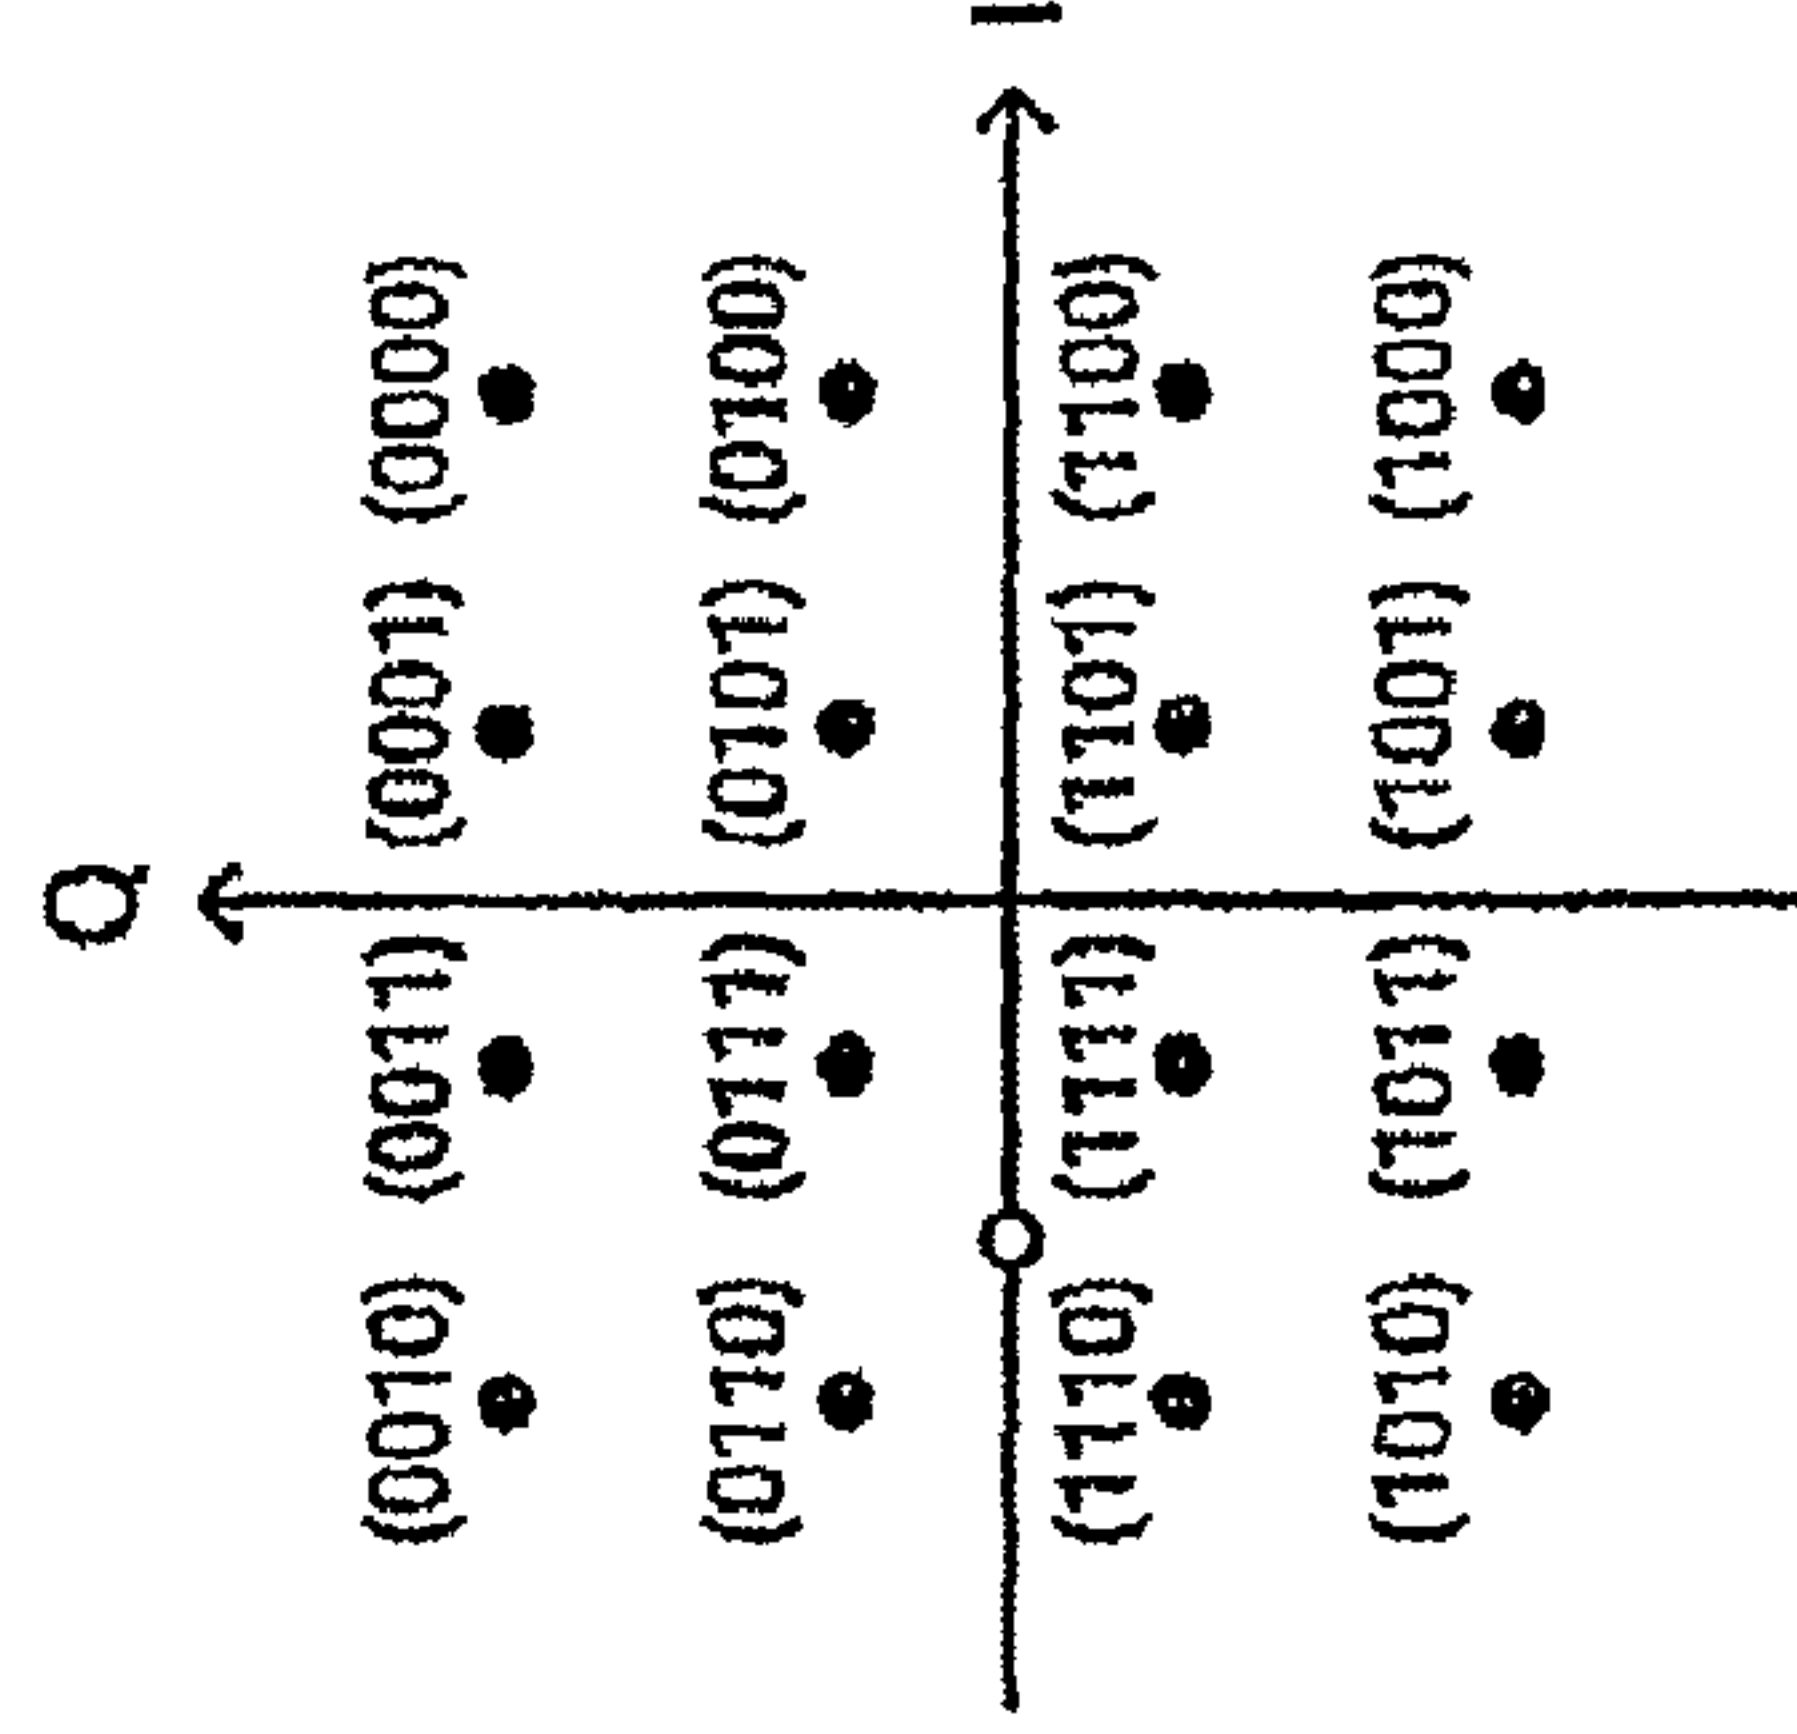 Q
(0010) (0011) (0001) (0000)
(0110) (0111) (0101) (0100)
I
(1110) (1111) (1101) (1100)
(1010) (1011) (1001) (1000)